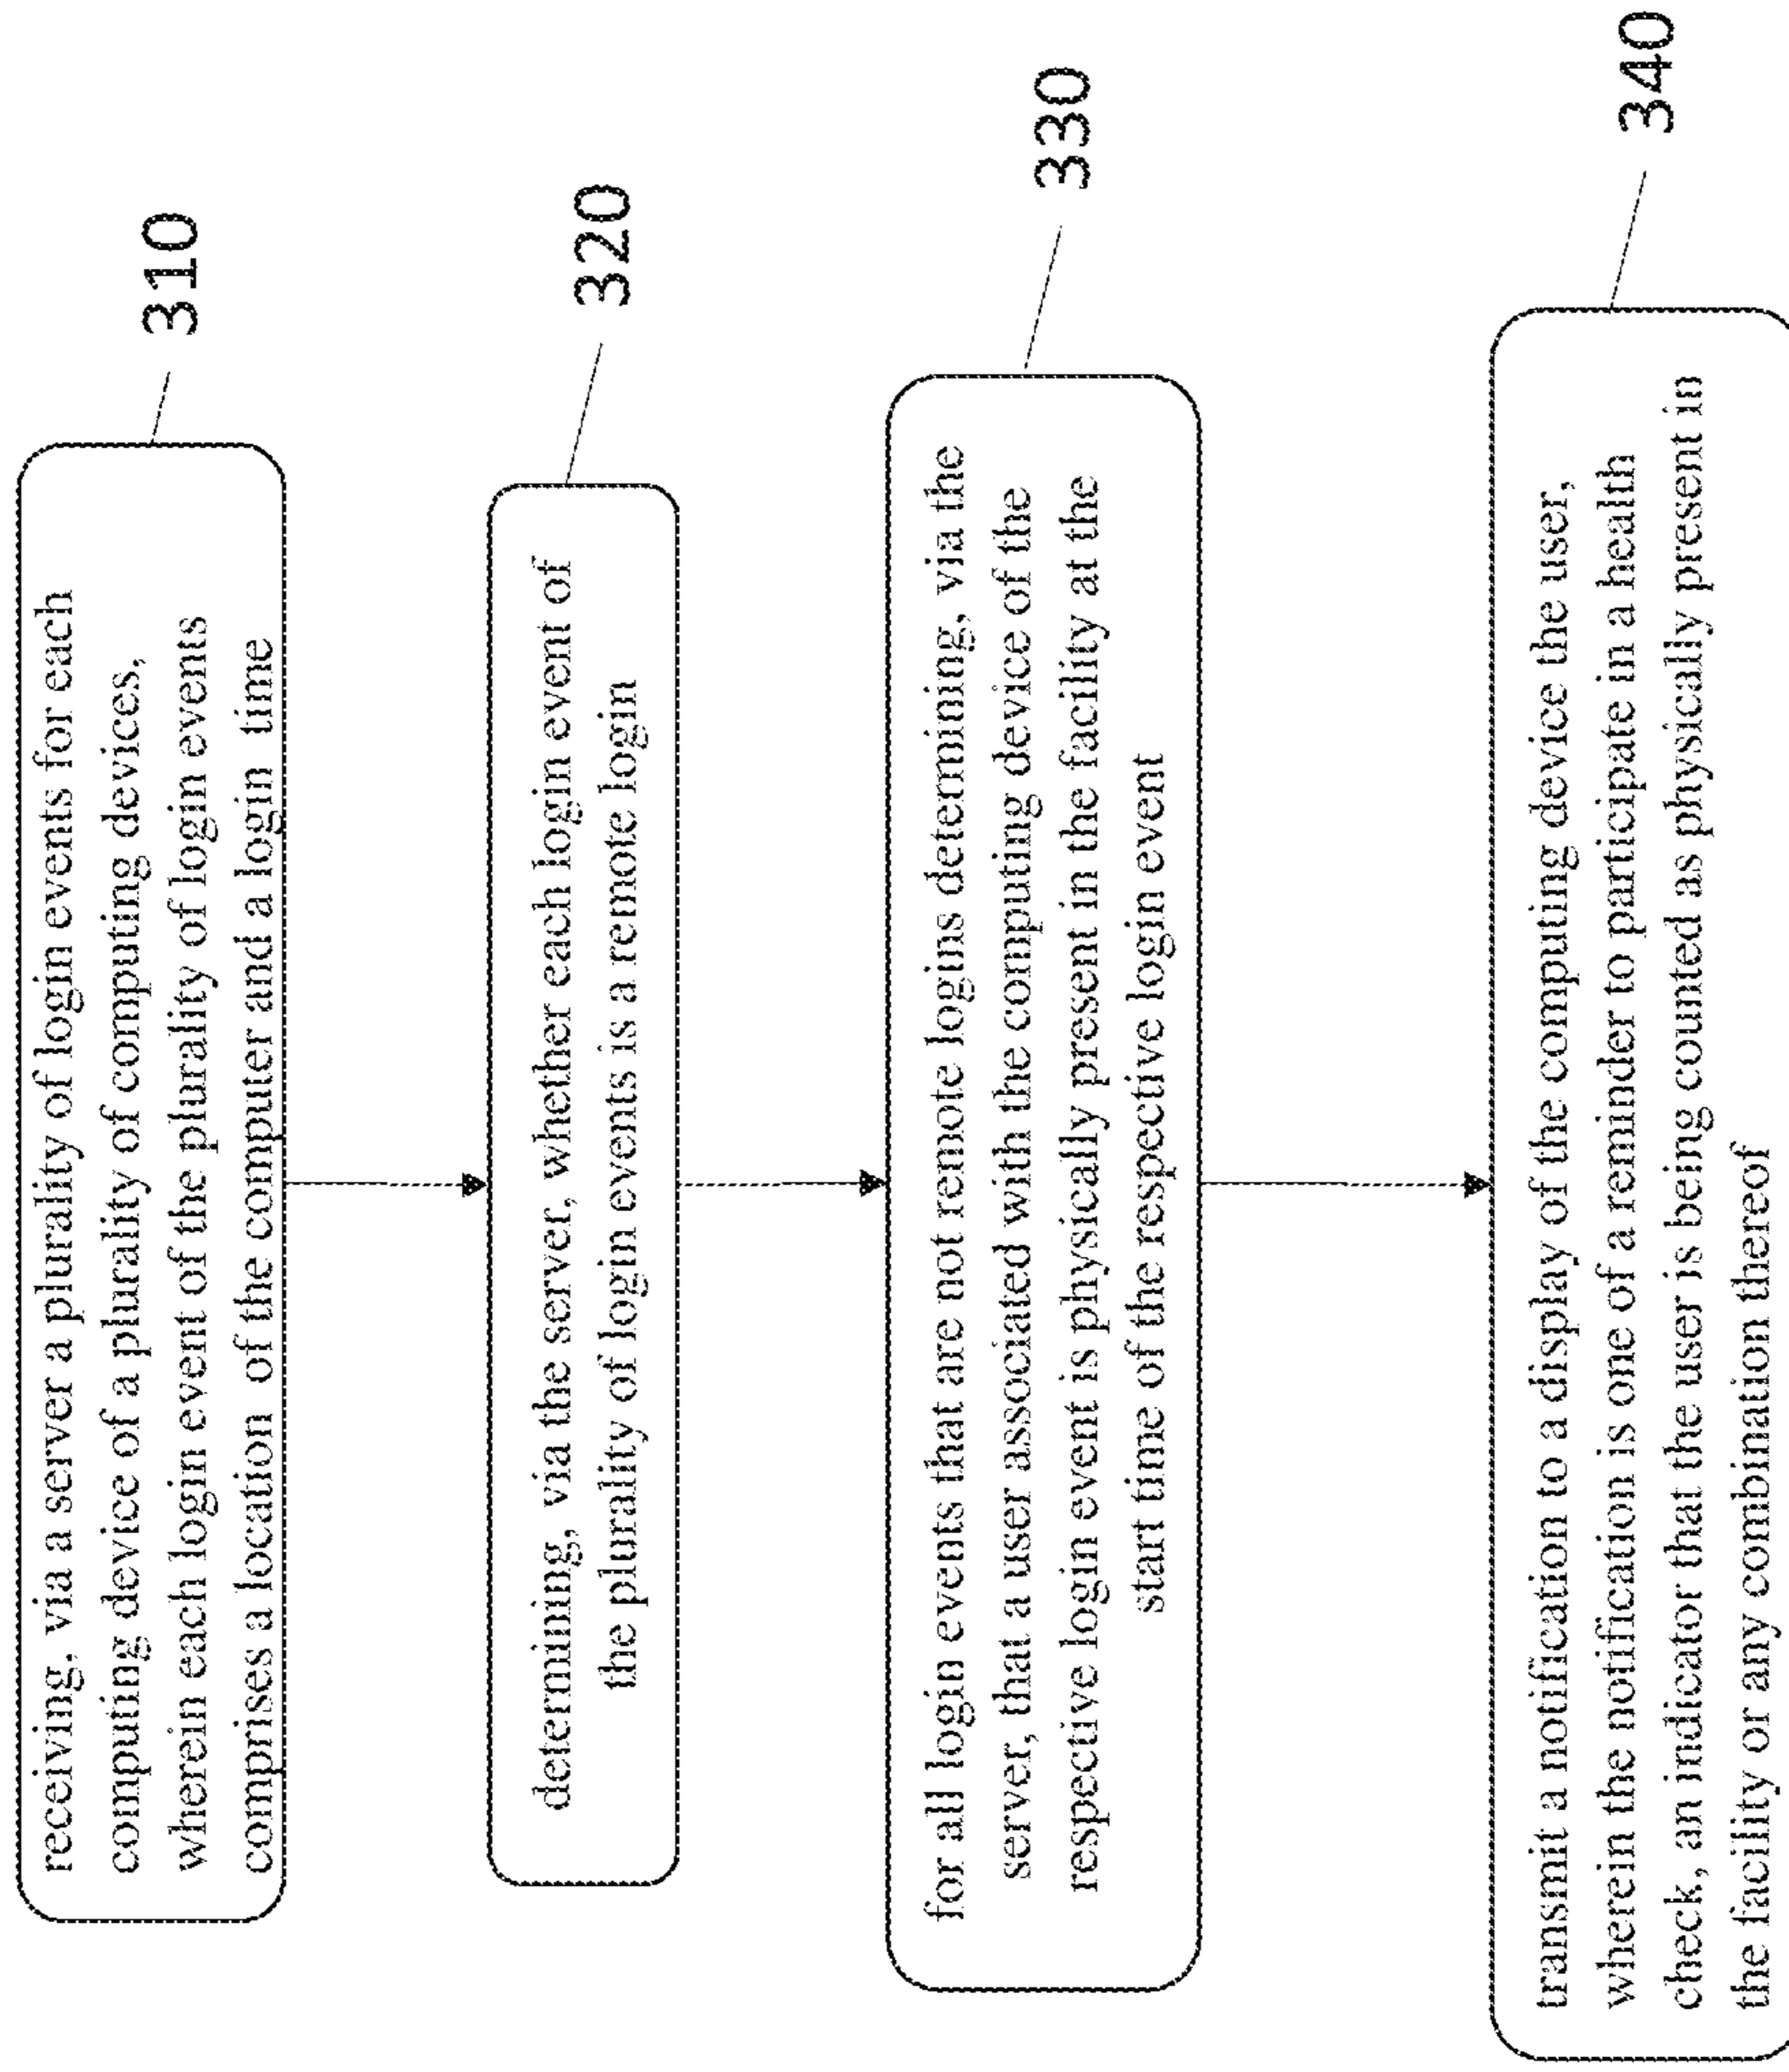 receiving, via a server a plurality of login events for each
computing device of a plurality of computing devices,
wherein each login event of the plurality of login events
comprises a location of the computer and a login time
310
determining, via the server, whether each login event of
the plurality of login events is a remote login
320
for all login events that are not remote logins determining, via the
server, that a user associated with the computing device of the
respective login event is physically present in the facility at the
start time of the respective login event
330
transmit a notification to a display of the computing device the user,
wherein the notification is one of a reminder to participate in a health
check, an indicator that the user is being counted as physically present in
the facility or any combination thereof
340